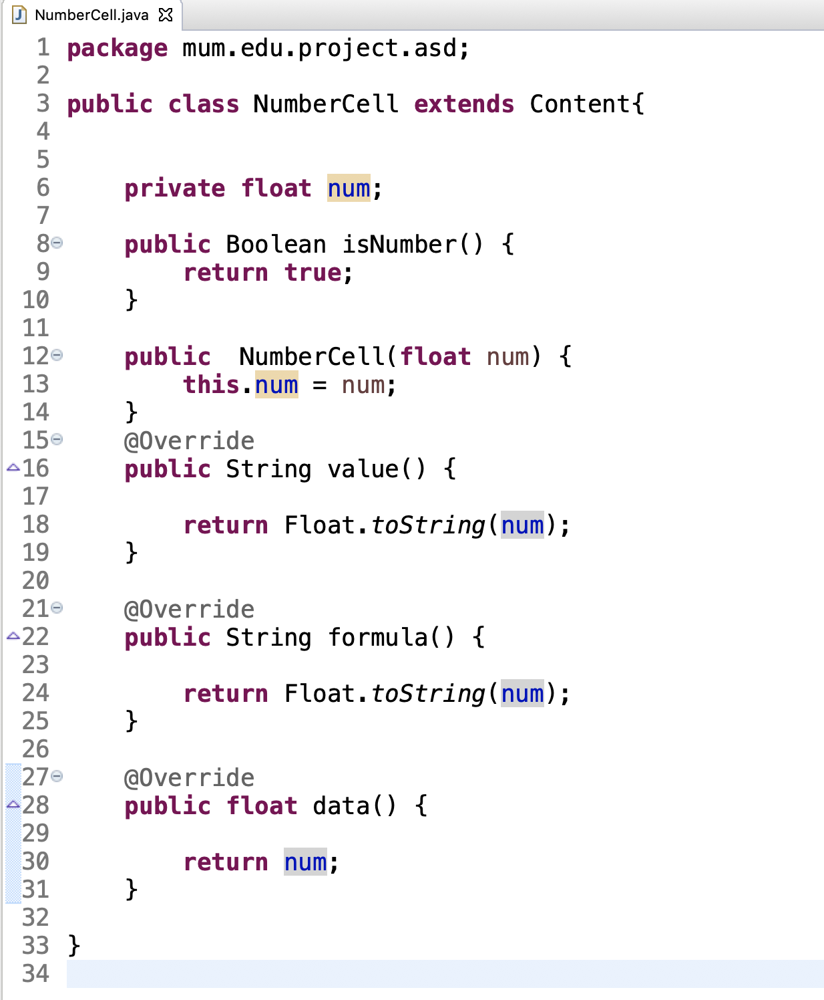 NumberCell.java
1 package mum.edu.project.asd;
2
3 public class NumberCell extends Content{
4
5
6     private float num;
7
8     public Boolean isNumber() {
9         return true;
10     }
11
12     public  NumberCell(float num) {
13         this.num = num;
14     }
15     @Override
16     public String value() {
17
18         return Float.toString(num);
19     }
20
21     @Override
22     public String formula() {
23
24         return Float.toString(num);
25     }
26
27     @Override
28     public float data() {
29
30         return num;
31     }
32
33 }
34